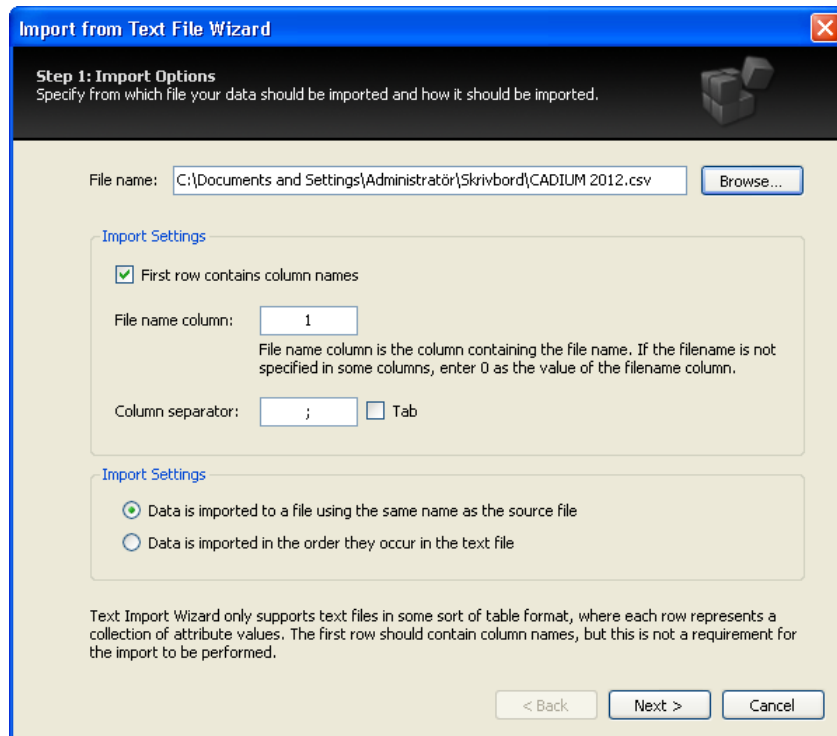 Import from Text File Wizard
Step 1: Import Options
Specify from which file your data should be imported and how it should be imported.
File name: C:\Documents and Settings\Administratör\Skrivbord\CADIUM 2012.csv Browse...
Import Settings
First row contains column names
File name column: 1
File name column is the column containing the file name. If the filename is not
specified in some columns, enter 0 as the value of the filename column.
Column separator: ; Tab
Import Settings
Data is imported to a file using the same name as the source file
Data is imported in the order they occur in the text file
Text Import Wizard only supports text files in some sort of table format, where each row represents a
collection of attribute values. The first row should contain column names, but this is not a requirement for
the import to be performed.
< Back Next > Cancel